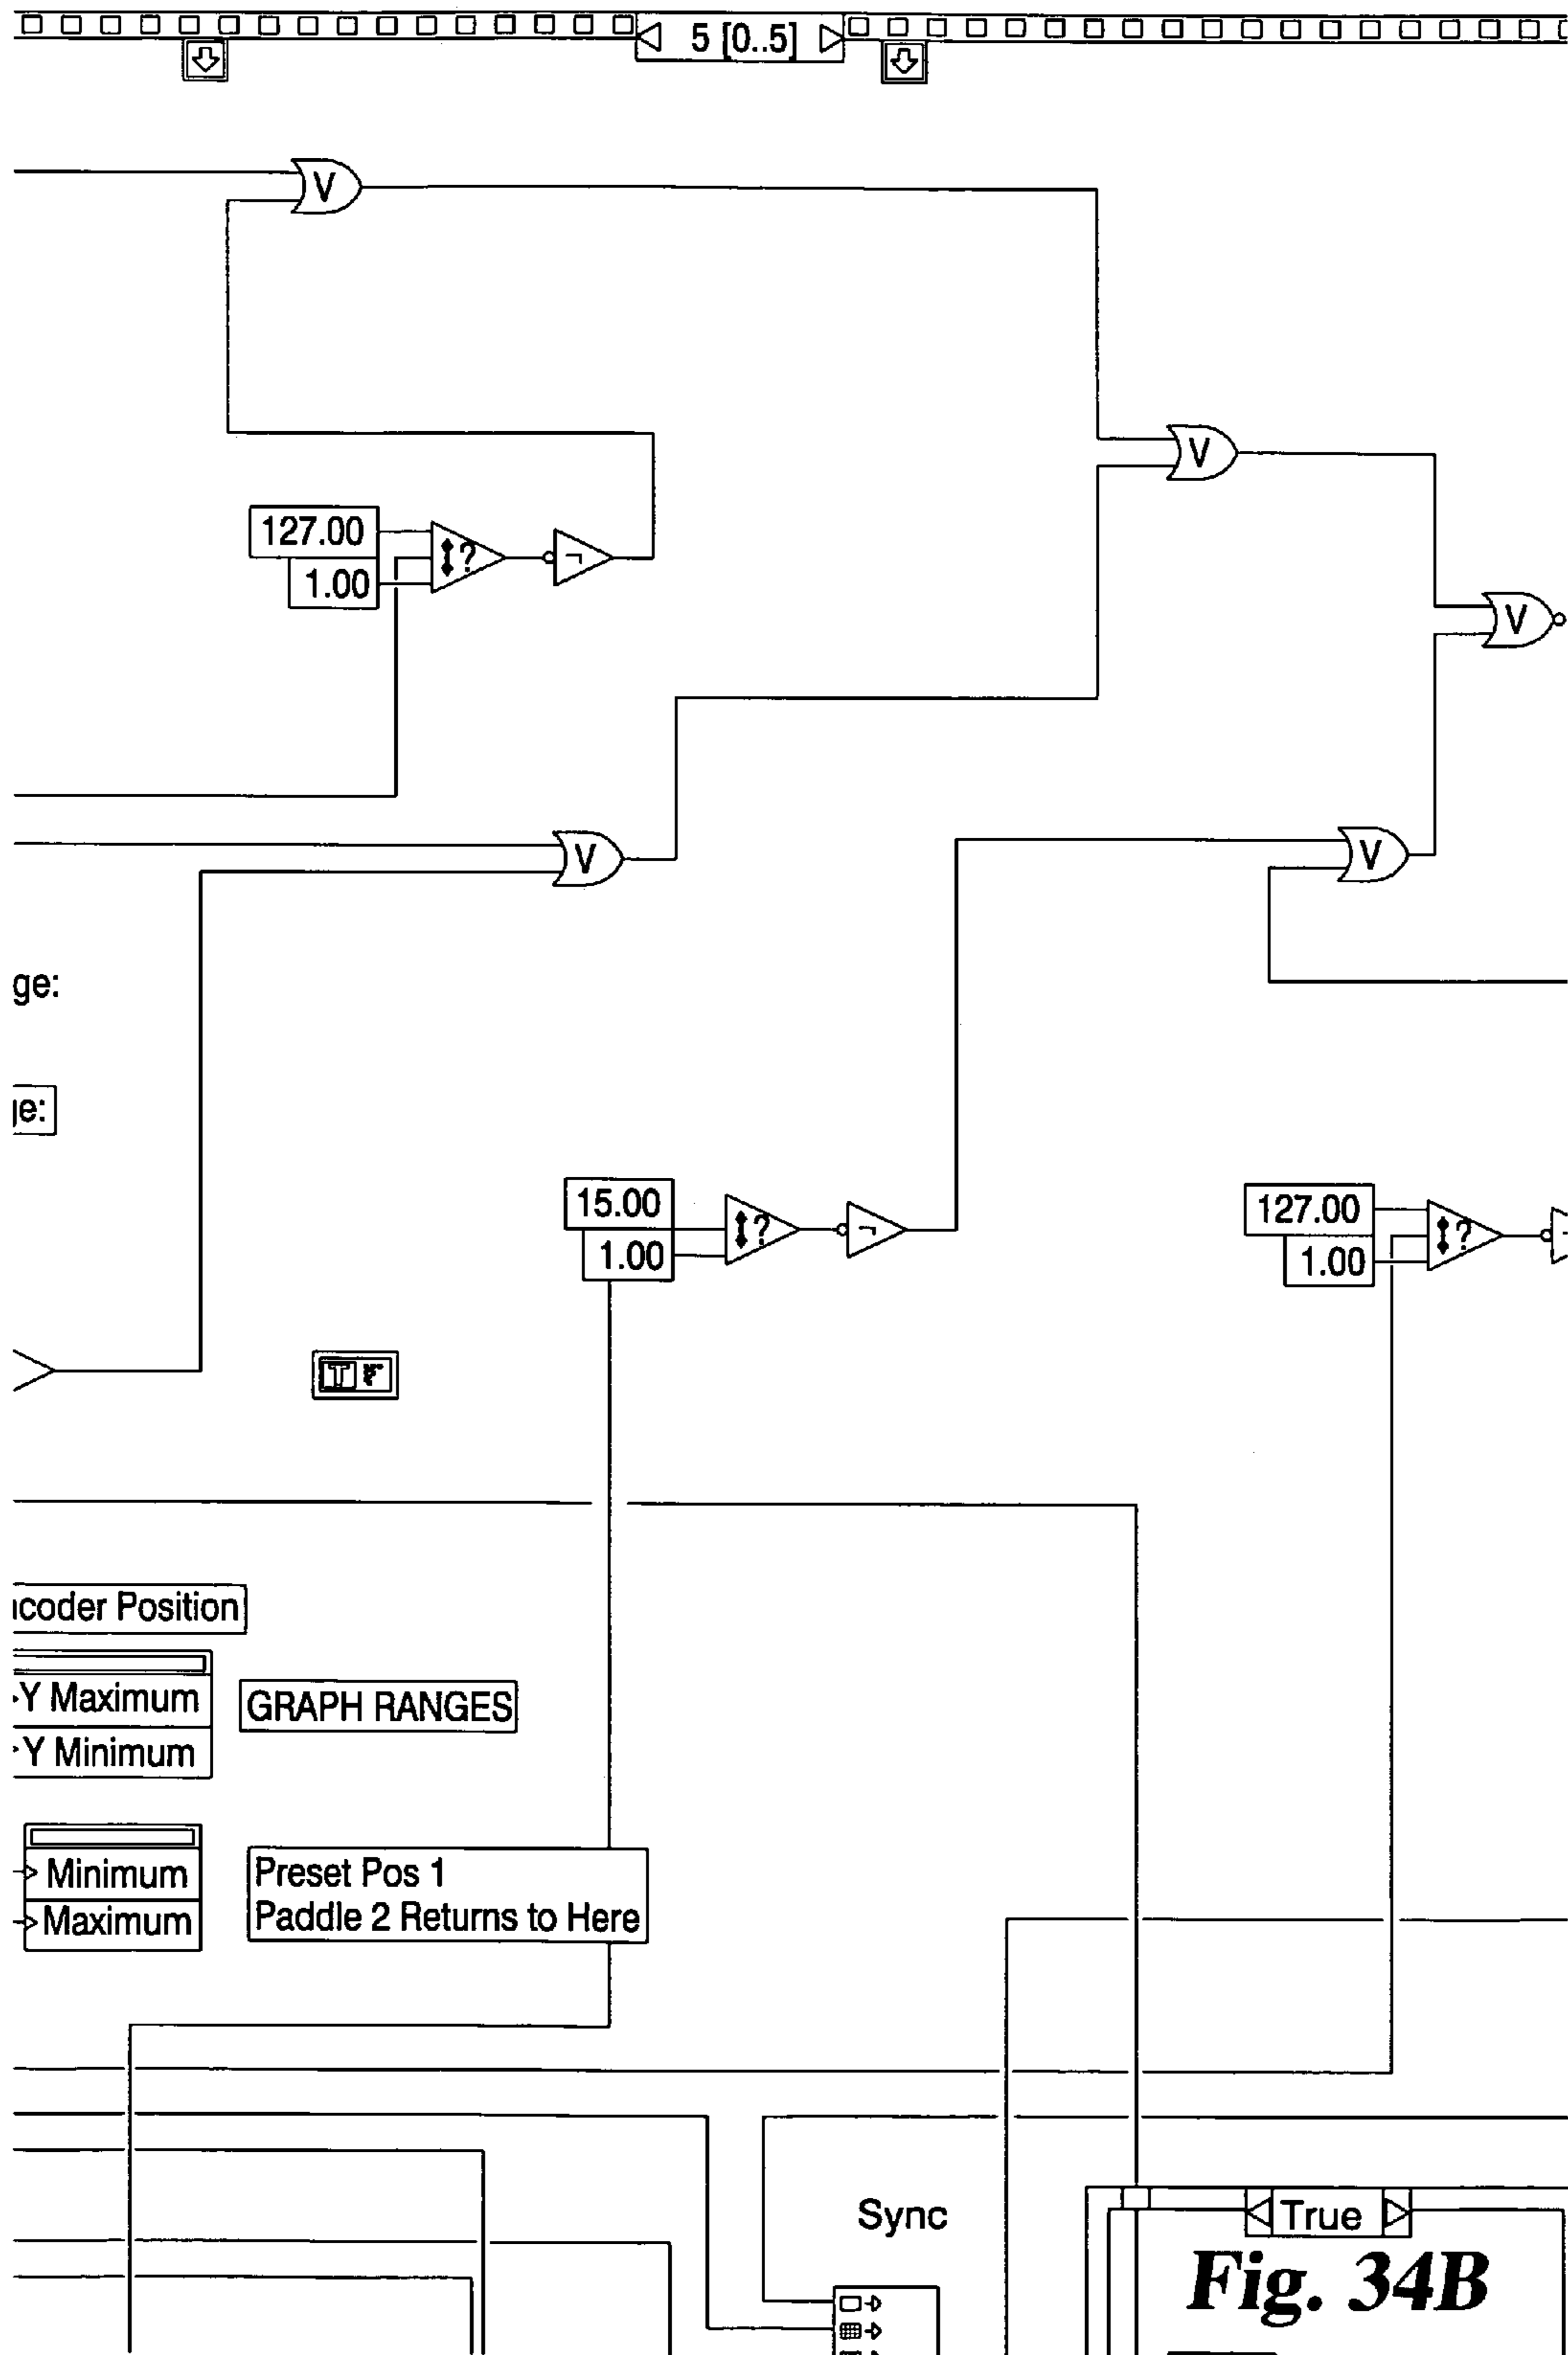 5 [0..5]
V
V
127.00
?
1.00
V
V
V
ge:
ge:
15.00
?
1.00
127.00
?
1.00
T F
coder Position
Y Maximum
GRAPH RANGES
Y Minimum
Minimum
Maximum
Preset Pos 1
Paddle 2 Returns to Here
Sync
True
Fig. 34B